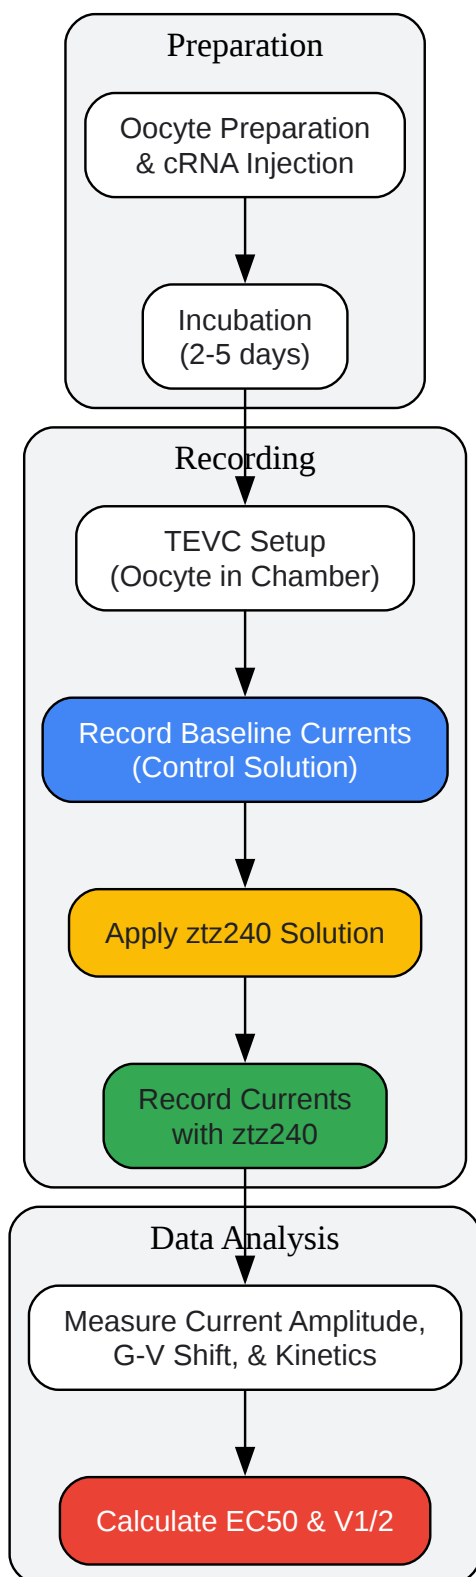 Preparation
Oocyte Preparation
& cRNA Injection
Incubation
(2-5 days)
Recording
TEVC Setup
(Oocyte in Chamber)
Record Baseline Currents
(Control Solution)
Apply ztz240 Solution
Record Currents
with ztz240
Data Analysis
Measure Current Amplitude,
G-V Shift, & Kinetics
Calculate EC50 & V1/2